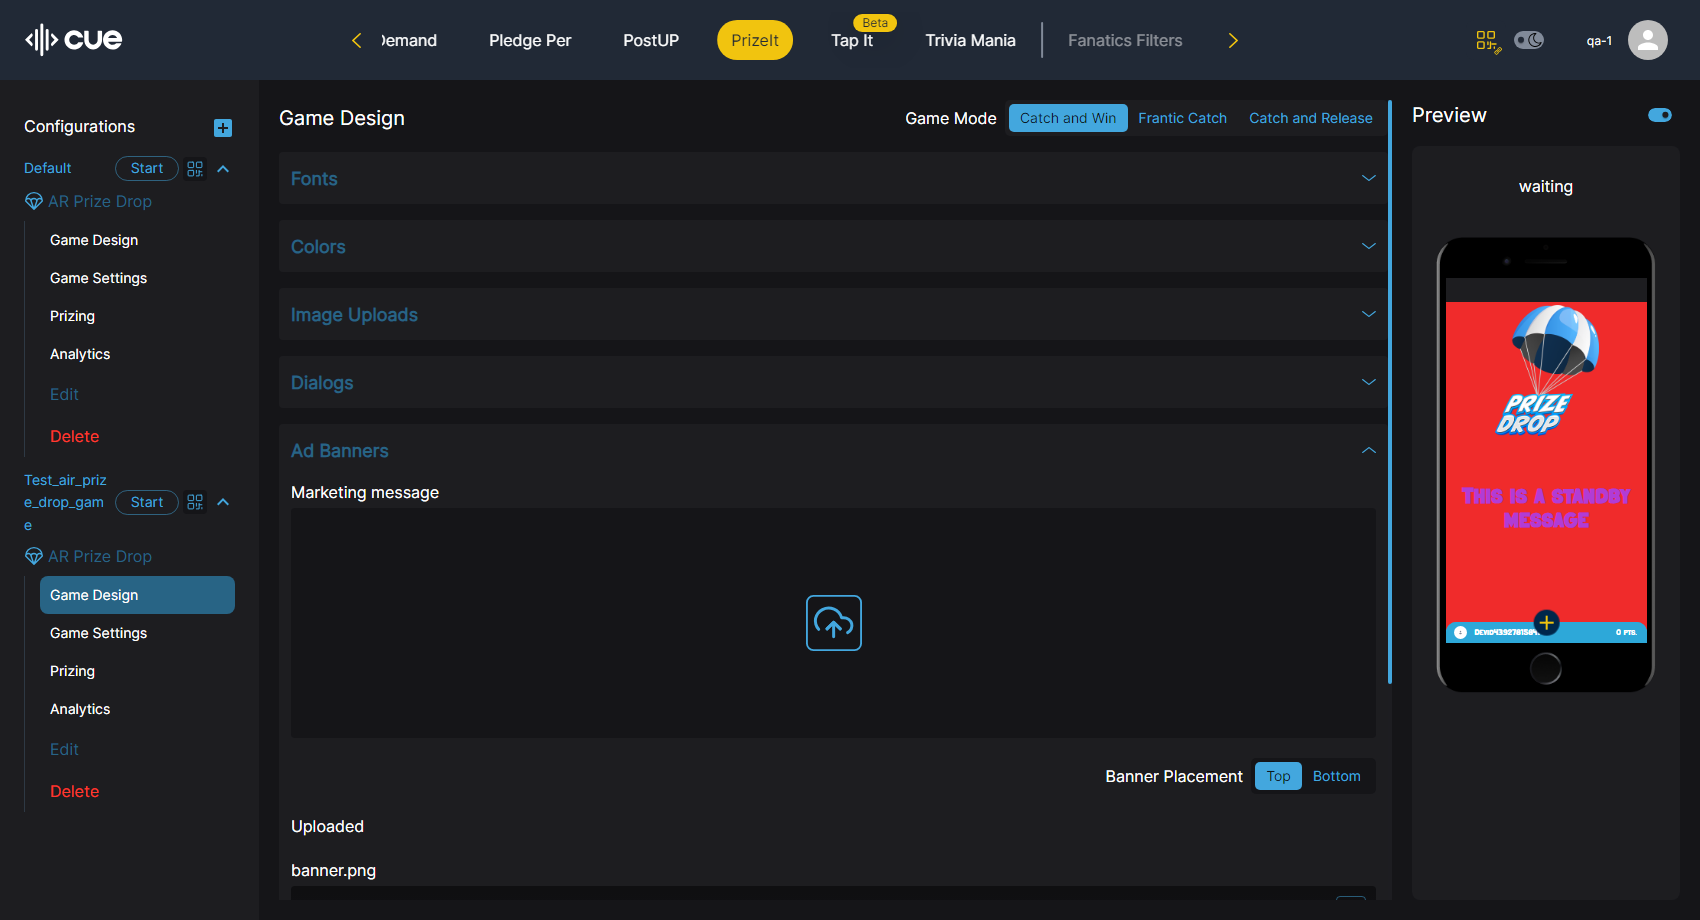 cue
Demand
Pledge Per
PostUP
PrizeIt
Beta
Tap It
Trivia Mania
Fanatics Filters
qa-1
Configurations
Default
Start
AR Prize Drop
Game Design
Game Settings
Prizing
Analytics
Edit
Delete
Test_air_priz
e_drop_gam
e
Start
AR Prize Drop
Game Design
Game Settings
Prizing
Analytics
Edit
Delete
Game Design
Game Mode
Catch and Win
Frantic Catch
Catch and Release
Fonts
Colors
Image Uploads
Dialogs
Ad Banners
Marketing message
Banner Placement
Top
Bottom
Uploaded
banner.png
Preview
waiting
PRIZE
DROP
THIS IS A STANDBY
MESSAGE
0 PTS.